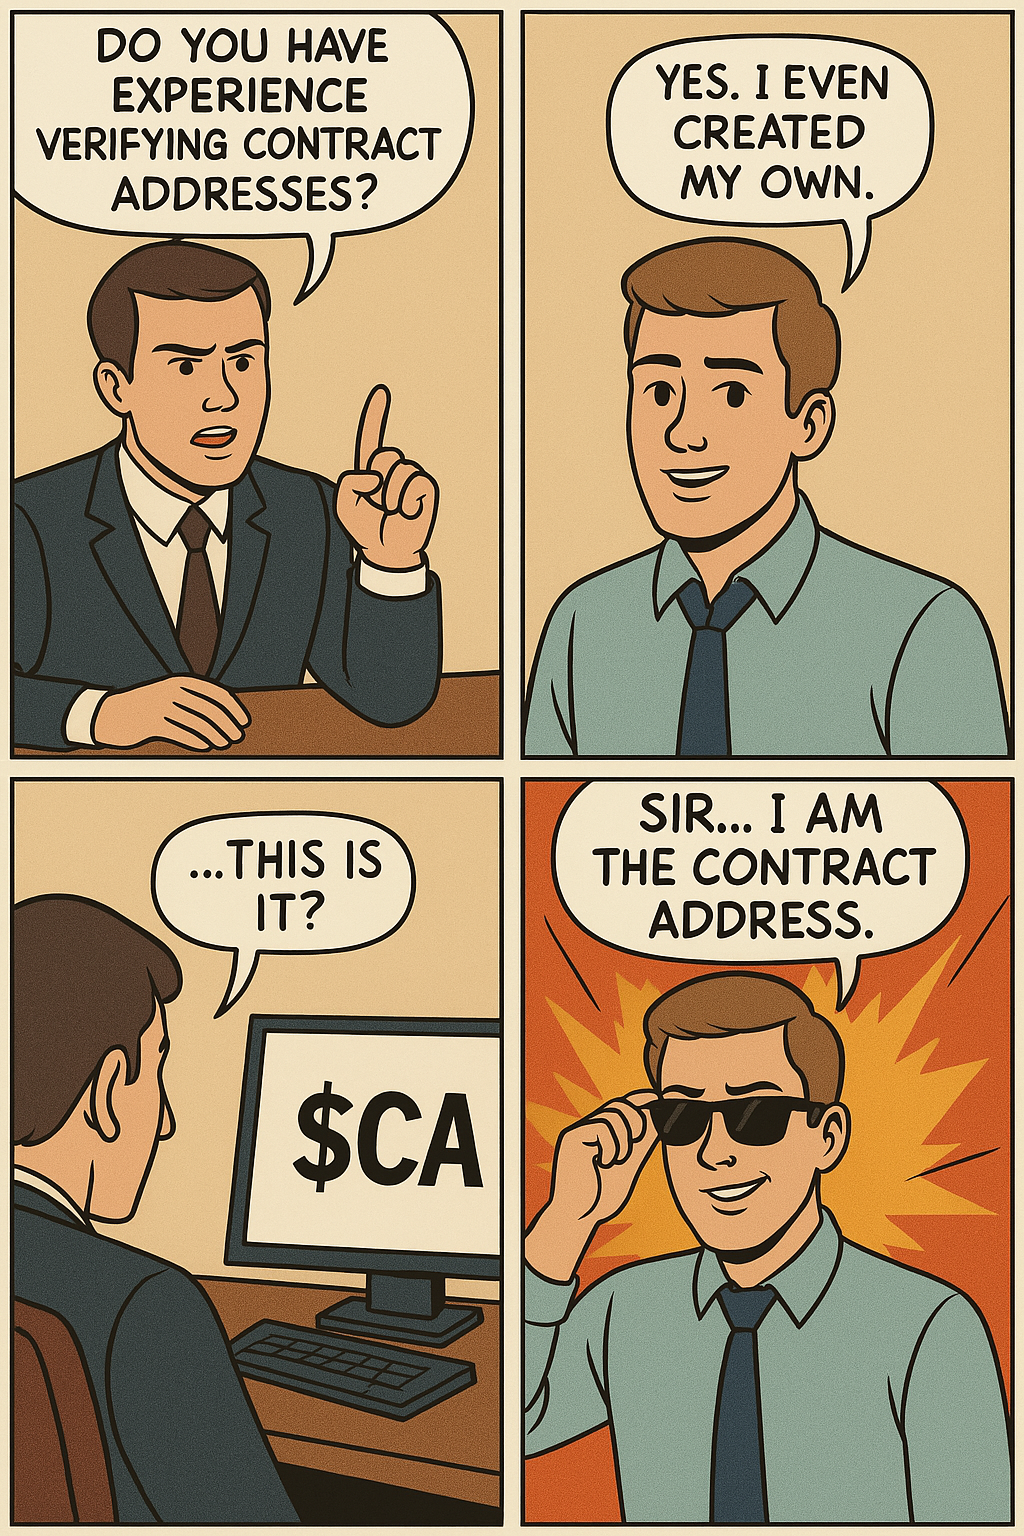 DO YOU HAVE
EXPERIENCE
VERIFYING CONTRACT
ADDRESSES?
YES. I EVEN
CREATED
MY OWN.
...THIS IS
IT?
$CA
SIR... I AM
THE CONTRACT
ADDRESS.